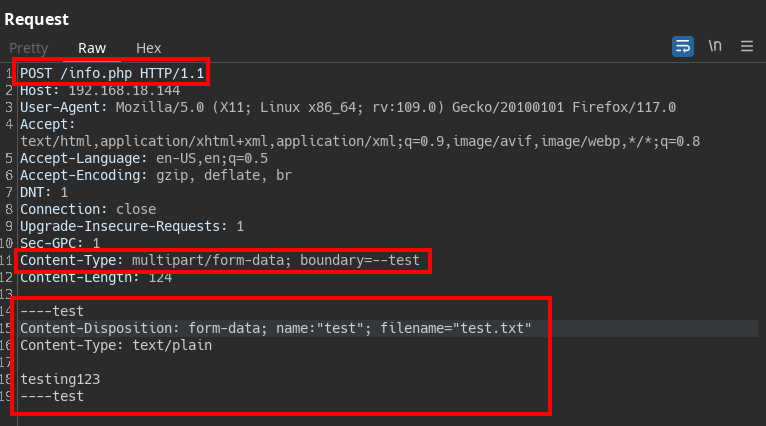 Request
Pretty Raw Hex \n
1 POST /info.php HTTP/1.1
2 Host: 192.168.18.144
3 User-Agent: Mozilla/5.0 (X11; Linux x86_64; rv:109.0) Gecko/20100101 Firefox/117.0
4 Accept:
text/html,application/xhtml+xml,application/xml;q=0.9,image/avif,image/webp,*/*;q=0.8
5 Accept-Language: en-US,en;q=0.5
6 Accept-Encoding: gzip, deflate, br
7 DNT: 1
8 Connection: close
9 Upgrade-Insecure-Requests: 1
10 Sec-GPC: 1
11 Content-Type: multipart/form-data; boundary=--test
12 Content-Length: 124
13
14 ----test
15 Content-Disposition: form-data; name:"test"; filename="test.txt"
16 Content-Type: text/plain
17
18 testing123
19 ----test